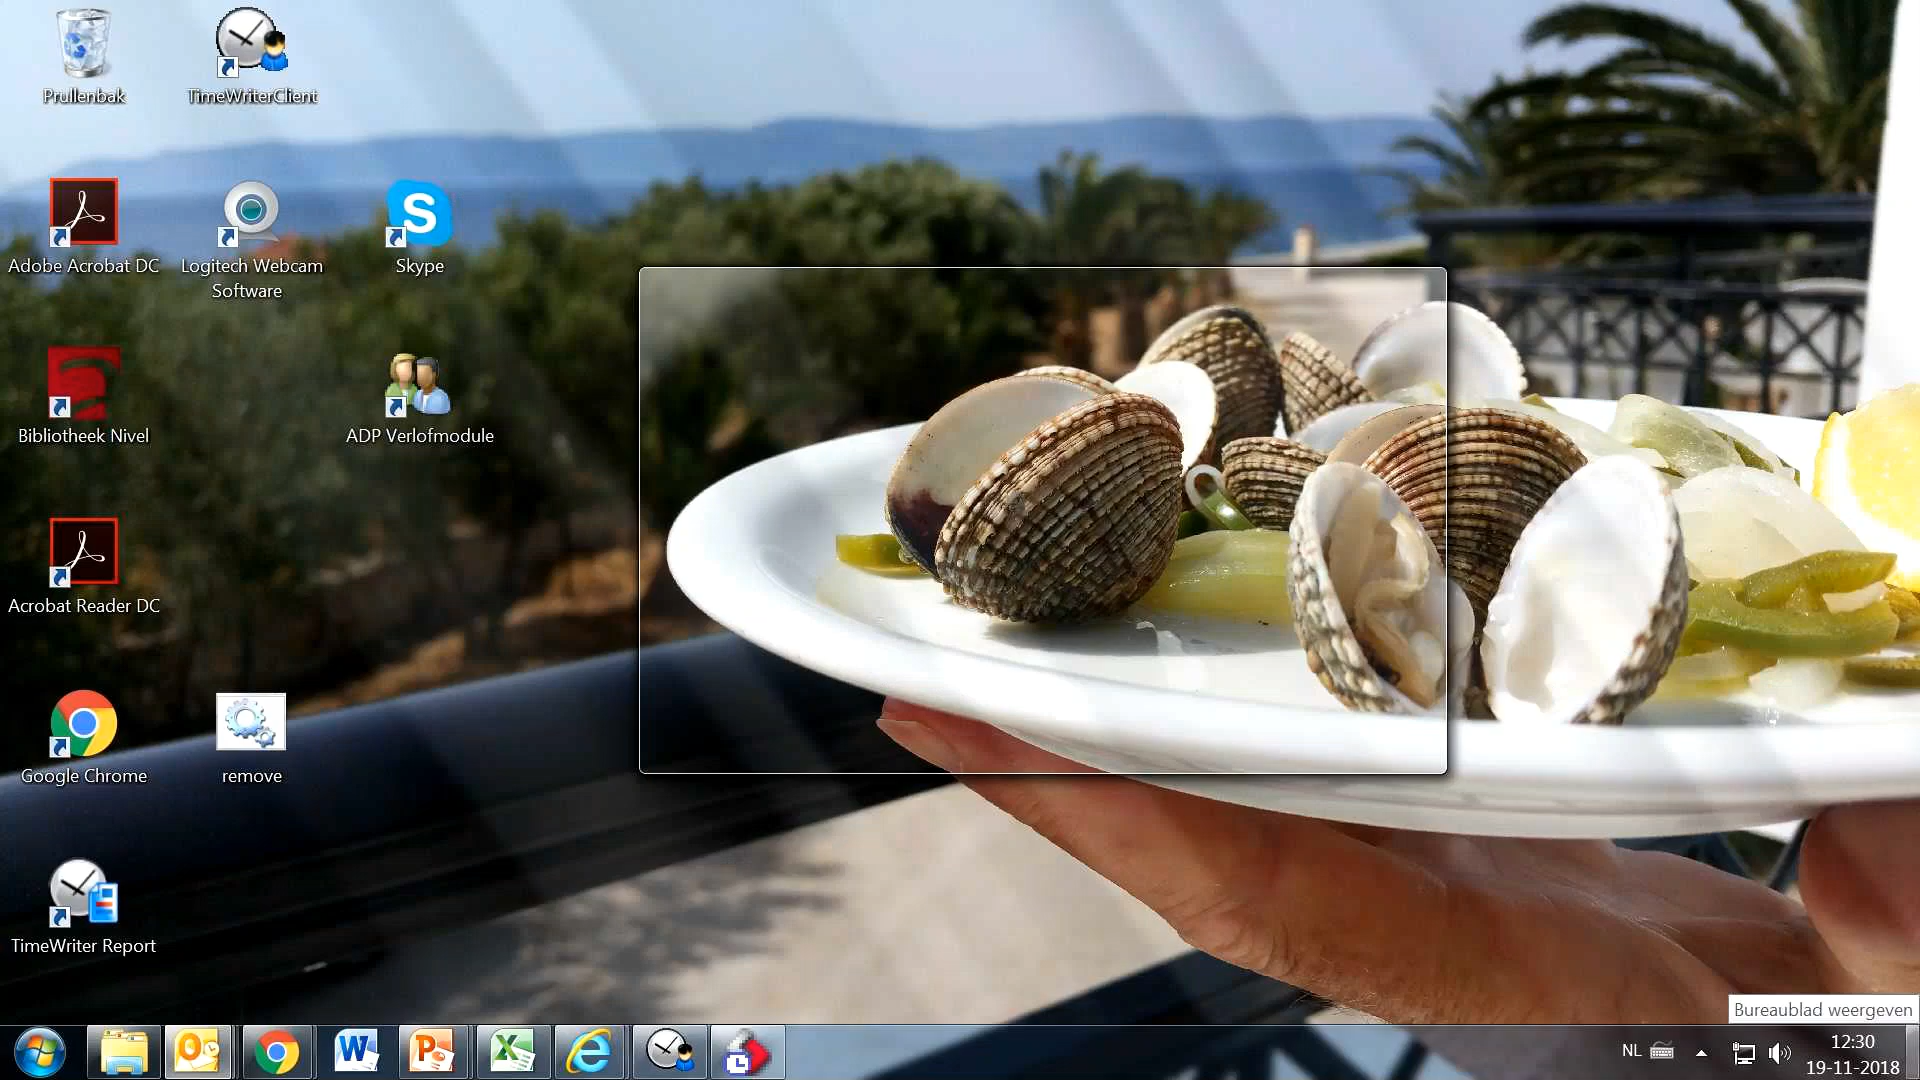 Prullenbak
TimeWriterClient
Adobe Acrobat DC
Logitech Webcam
Software
Skype
Bibliotheek Nivel
ADP Verlofmodule
Acrobat Reader DC
Google Chrome
remove
TimeWriter Report
Bureaublad weergeven
NL
12:30
19-11-2018